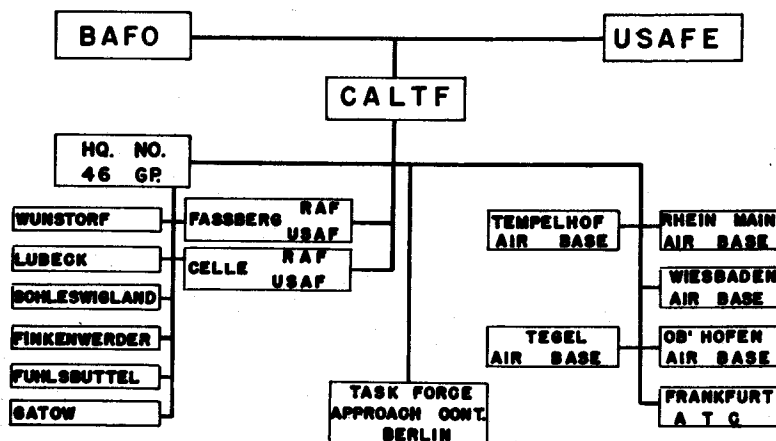 BAFO
USAFE
CALTF
HQ. NO.
46 GP.
WUNSTORF
LUBECK
SCHLESWIGLAND
FINKENWERDER
FUHLSBUTTEL
GATOW
FASSBERG RAF
USAF
CELLE RAF
USAF
TASK FORCE
APPROACH CONT.
BERLIN
TEMPELHOF
AIR BASE
TEGEL
AIR BASE
RHEIN MAIN
AIR BASE
WIESBADEN
AIR BASE
OB' HOFEN
AIR BASE
FRANKFURT
A T C